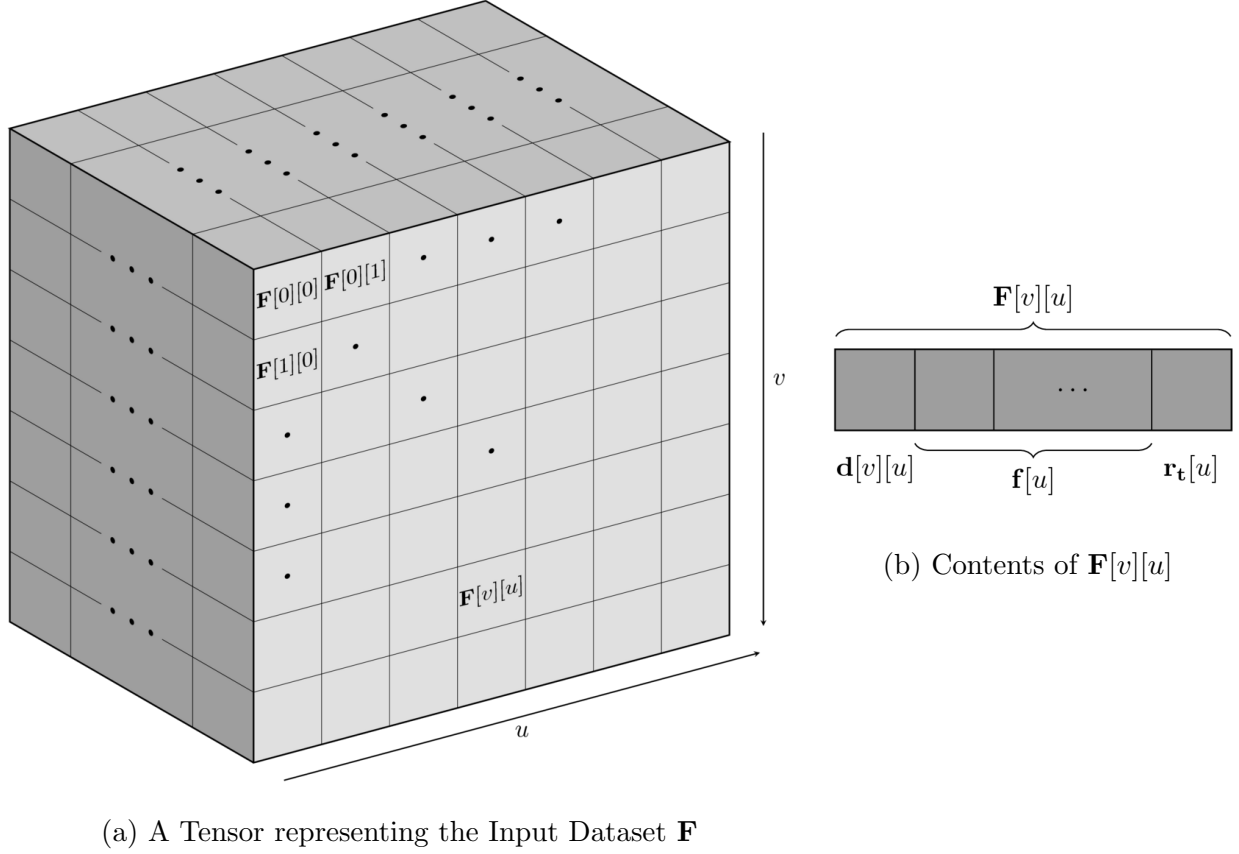 F[0][0] F[0][1]
F[1][0]
F[v][u]
v
u
(a) A Tensor representing the Input Dataset F
F[v][u]
...
d[v][u] f[u] r_t[u]
(b) Contents of F[v][u]